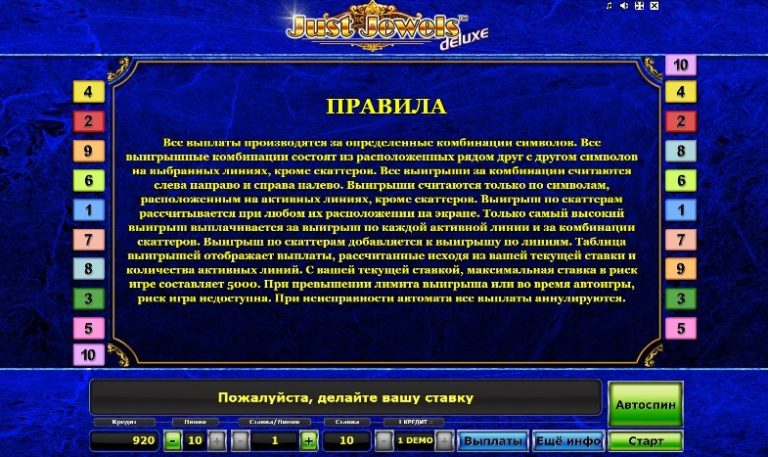 Just Jewels™
deluxe
10
4
2
9
6
1
7
8
3
5
10
4
2
8
6
1
7
9
3
5
ПРАВИЛА
Все выплаты производятся за определенные комбинации символов. Все
выигрышные комбинации состоят из расположенных рядом друг с другом символов
на выбранных линиях, кроме скаттеров. Все выигрыши за комбинации считаются
слева направо и справа налево. Выигрыши считаются только по символам,
расположенным на активных линиях, кроме скаттеров. Выигрыш по скаттерам
рассчитывается при любом их расположении на экране. Только самый высокий
выигрыш выплачивается за выигрыш по каждой активной линии и за комбинации
скаттеров. Выигрыш по скаттерам добавляется к выигрышу по линиям. Таблица
выигрышей отображает выплаты, рассчитанные исходя из вашей текущей ставки и
количества активных линий. С вашей текущей ставкой, максимальная ставка в риск
игре составляет 5000. При превышении лимита выигрыша или во время автоигры,
риск игра недоступна. При неисправности автомата все выплаты аннулируются.
Пожалуйста, делайте вашу ставку
Автоспин
Кредит Линии Ставка/Линия Ставка 1 КРЕДИТ =
920 - 10 + - 1 + 10 - 1 DEMO + Выплаты Ещё инфо Старт